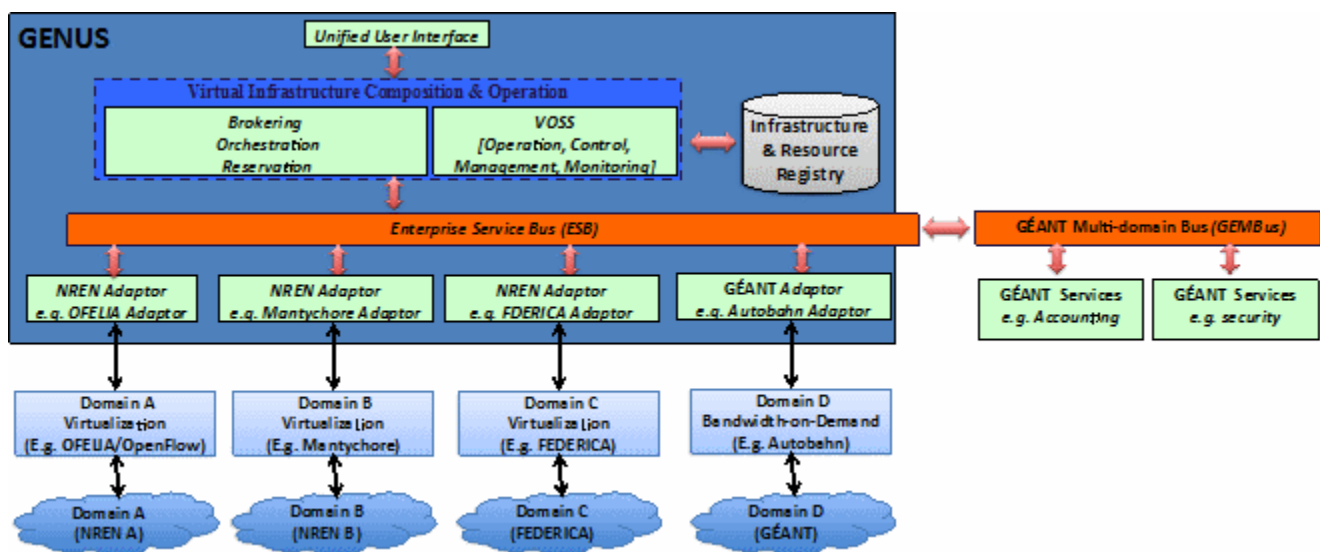 GENUS
Unified User Interface
Virtual Infrastructure Composition & Operation
Brokering
Orchestration
Reservation
VOSS
[Operation, Control,
Management, Monitoring]
Infrastructure
& Resource
Registry
Enterprise Service Bus (ESB)
GÉANT Multi-domain Bus (GEMBus)
NREN Adaptor
e.g. OFELIA Adaptor
NREN Adaptor
e.g. Mantychore Adaptor
NREN Adaptor
e.g. FDERICA Adaptor
GÉANT Adaptor
e.g. Autobahn Adaptor
GÉANT Services
e.g. Accounting
GÉANT Services
e.g. security
Domain A
Virtualization
(E.g. OFELIA/OpenFlow)
Domain B
Virtualization
(E.g. Mantychore)
Domain C
Virtualization
(E.g. FEDERICA)
Domain D
Bandwidth-on-Demand
(E.g. Autobahn)
Domain A
(NREN A)
Domain B
(NREN B)
Domain C
(FEDERICA)
Domain D
(GÉANT)